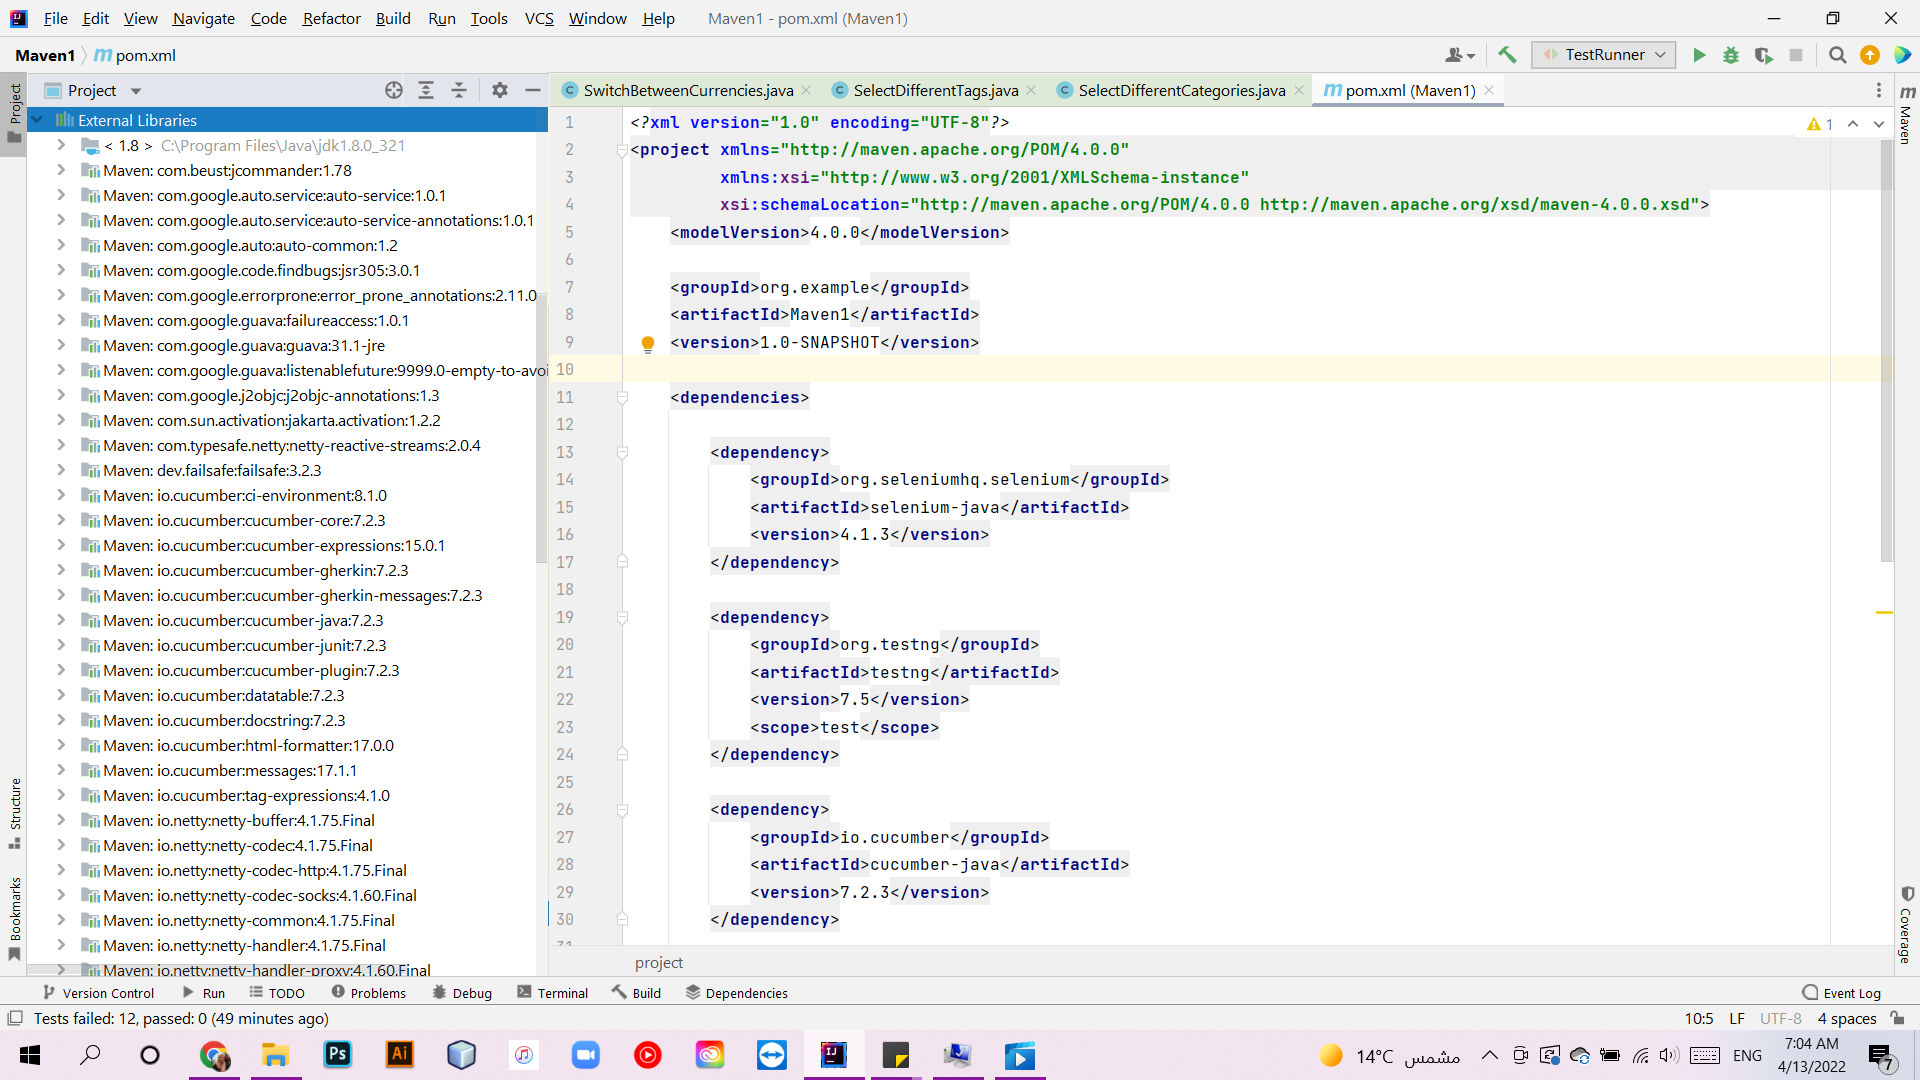 File Edit View Navigate Code Refactor Build Run Tools VCS Window Help Maven1 - pom.xml (Maven1)
Maven1 pom.xml
TestRunner
Project
SwitchBetweenCurrencies.java
SelectDifferentTags.java
SelectDifferentCategories.java
pom.xml (Maven1)
Project
Structure
Bookmarks
External Libraries
< 1.8 > C:\Program Files\Java\jdk1.8.0_321
Maven: com.beust:jcommander:1.78
Maven: com.google.auto.service:auto-service:1.0.1
Maven: com.google.auto.service:auto-service-annotations:1.0.1
Maven: com.google.auto:auto-common:1.2
Maven: com.google.code.findbugs:jsr305:3.0.1
Maven: com.google.errorprone:error_prone_annotations:2.11.0
Maven: com.google.guava:failureaccess:1.0.1
Maven: com.google.guava:guava:31.1-jre
Maven: com.google.guava:listenablefuture:9999.0-empty-to-avoi
Maven: com.google.j2objc:j2objc-annotations:1.3
Maven: com.sun.activation:jakarta.activation:1.2.2
Maven: com.typesafe.netty:netty-reactive-streams:2.0.4
Maven: dev.failsafe:failsafe:3.2.3
Maven: io.cucumber:ci-environment:8.1.0
Maven: io.cucumber:cucumber-core:7.2.3
Maven: io.cucumber:cucumber-expressions:15.0.1
Maven: io.cucumber:cucumber-gherkin:7.2.3
Maven: io.cucumber:cucumber-gherkin-messages:7.2.3
Maven: io.cucumber:cucumber-java:7.2.3
Maven: io.cucumber:cucumber-junit:7.2.3
Maven: io.cucumber:cucumber-plugin:7.2.3
Maven: io.cucumber:datatable:7.2.3
Maven: io.cucumber:docstring:7.2.3
Maven: io.cucumber:html-formatter:17.0.0
Maven: io.cucumber:messages:17.1.1
Maven: io.cucumber:tag-expressions:4.1.0
Maven: io.netty:netty-buffer:4.1.75.Final
Maven: io.netty:netty-codec:4.1.75.Final
Maven: io.netty:netty-codec-http:4.1.75.Final
Maven: io.netty:netty-codec-socks:4.1.60.Final
Maven: io.netty:netty-common:4.1.75.Final
Maven: io.netty:netty-handler:4.1.75.Final
Maven: io.netty:netty-handler-proxy:4.1.60.Final
1 <?xml version="1.0" encoding="UTF-8"?>
2 <project xmlns="http://maven.apache.org/POM/4.0.0"
3 xmlns:xsi="http://www.w3.org/2001/XMLSchema-instance"
4 xsi:schemaLocation="http://maven.apache.org/POM/4.0.0 http://maven.apache.org/xsd/maven-4.0.0.xsd">
5 <modelVersion>4.0.0</modelVersion>
6
7 <groupId>org.example</groupId>
8 <artifactId>Maven1</artifactId>
9 <version>1.0-SNAPSHOT</version>
10
11 <dependencies>
12
13 <dependency>
14 <groupId>org.seleniumhq.selenium</groupId>
15 <artifactId>selenium-java</artifactId>
16 <version>4.1.3</version>
17 </dependency>
18
19 <dependency>
20 <groupId>org.testng</groupId>
21 <artifactId>testng</artifactId>
22 <version>7.5</version>
23 <scope>test</scope>
24 </dependency>
25
26 <dependency>
27 <groupId>io.cucumber</groupId>
28 <artifactId>cucumber-java</artifactId>
29 <version>7.2.3</version>
30 </dependency>
31
1
m Maven
Coverage
project
Version Control Run TODO Problems Debug Terminal Build Dependencies Event Log
Tests failed: 12, passed: 0 (49 minutes ago) 10:5 LF UTF-8 4 spaces
Ps
Ai
IJ
14°C مشمس
ENG
7:04 AM
4/13/2022
7